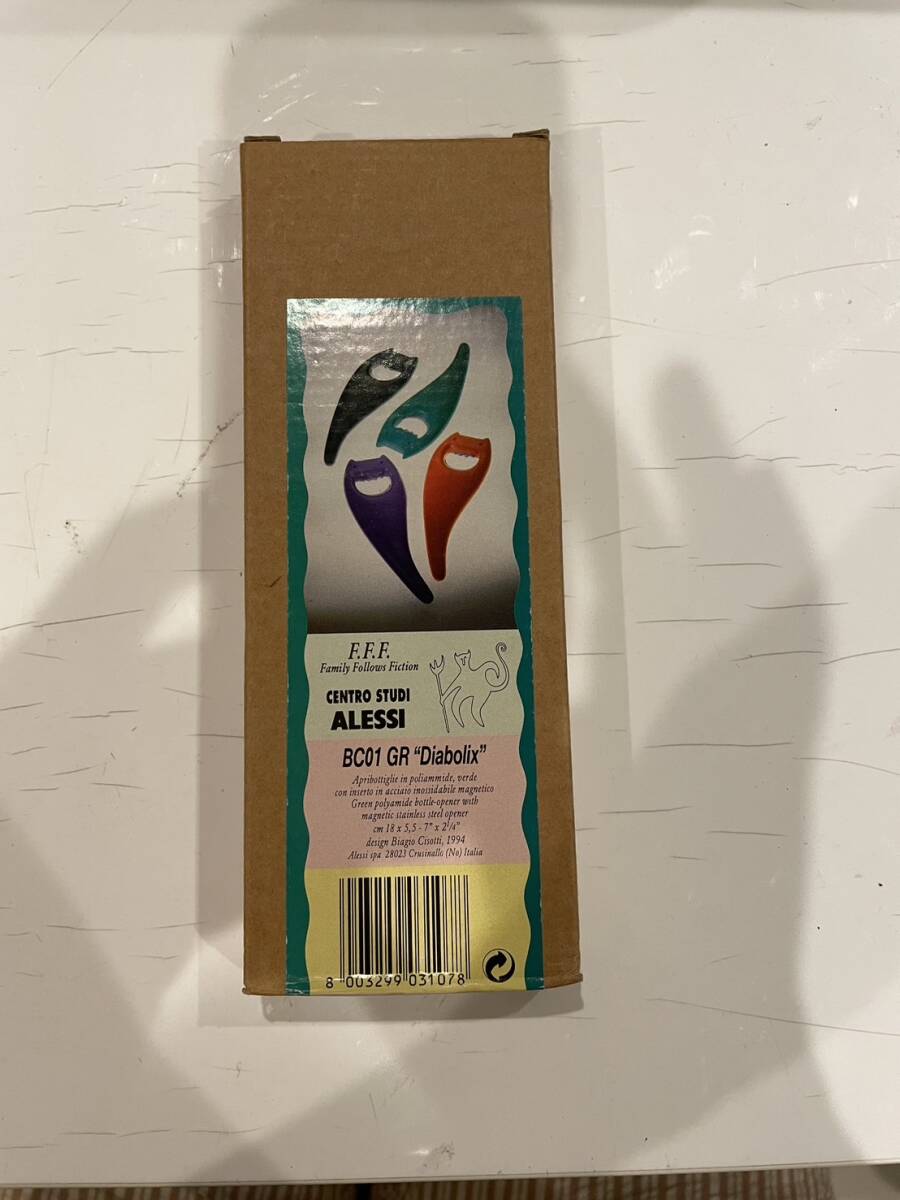 F.F.F.
Family Follows Fiction
CENTRO STUDI
ALESSI
BC01 GR “Diabolix”
Apribottiglie in poliammide, verde
con inserto in acciaio inossidabile magnetico
Green polyamide bottle-opener with
magnetic stainless steel opener
cm 18 x 5,5 - 7" x 2¼"
design Biagio Cisotti, 1994
Alessi spa 28023 Crusinallo (No) Italia
8 003299 031078